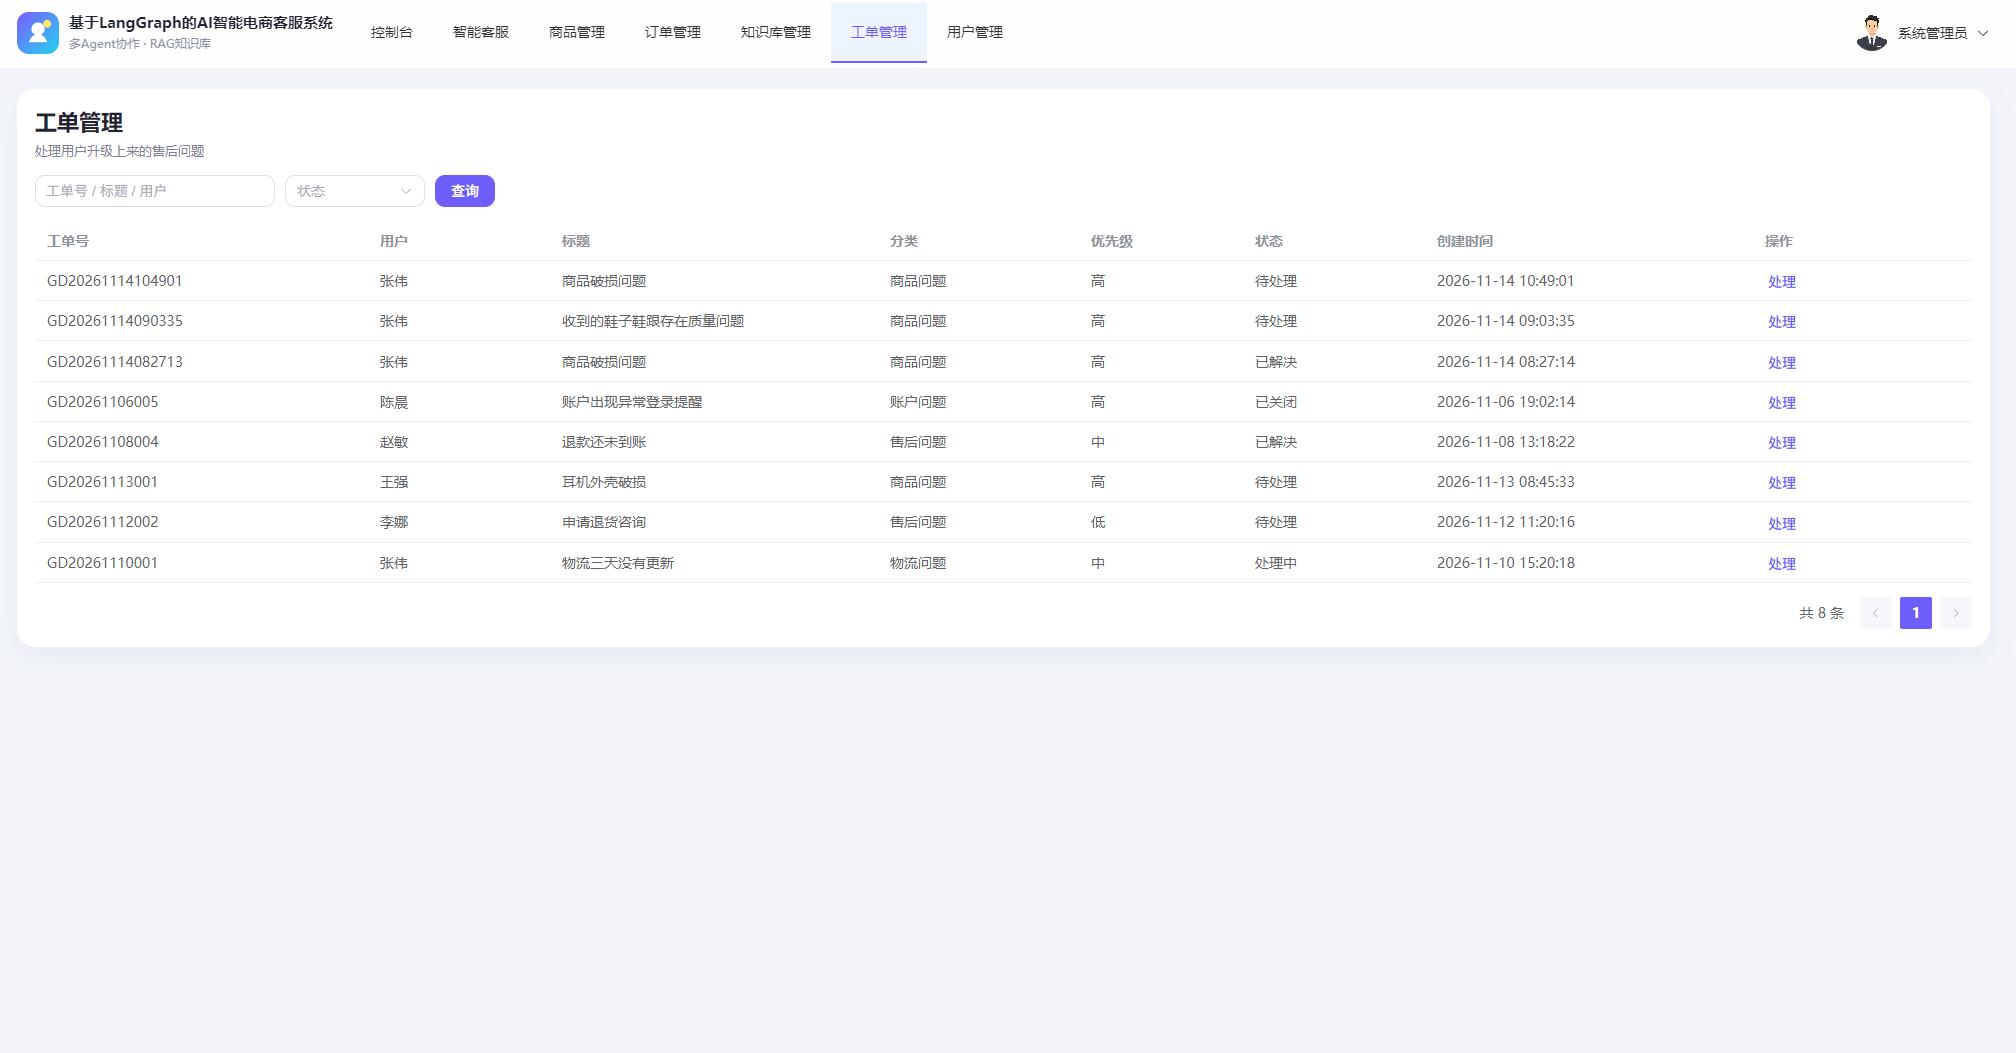 基于LangGraph的AI智能电商客服系统
多Agent协作 · RAG知识库
控制台 智能客服 商品管理 订单管理 知识库管理 工单管理 用户管理
系统管理员
工单管理
处理用户升级上来的售后问题
工单号 / 标题 / 用户 状态 查询
工单号 用户 标题 分类 优先级 状态 创建时间 操作
GD20261114104901 张伟 商品破损问题 商品问题 高 待处理 2026-11-14 10:49:01 处理
GD20261114090335 张伟 收到的鞋子鞋跟存在质量问题 商品问题 高 待处理 2026-11-14 09:03:35 处理
GD20261114082713 张伟 商品破损问题 商品问题 高 已解决 2026-11-14 08:27:14 处理
GD20261106005 陈晨 账户出现异常登录提醒 账户问题 高 已关闭 2026-11-06 19:02:14 处理
GD20261108004 赵敏 退款还未到账 售后问题 中 已解决 2026-11-08 13:18:22 处理
GD20261113001 王强 耳机外壳破损 商品问题 高 待处理 2026-11-13 08:45:33 处理
GD20261112002 李娜 申请退货咨询 售后问题 低 待处理 2026-11-12 11:20:16 处理
GD20261110001 张伟 物流三天没有更新 物流问题 中 处理中 2026-11-10 15:20:18 处理
共 8 条 1